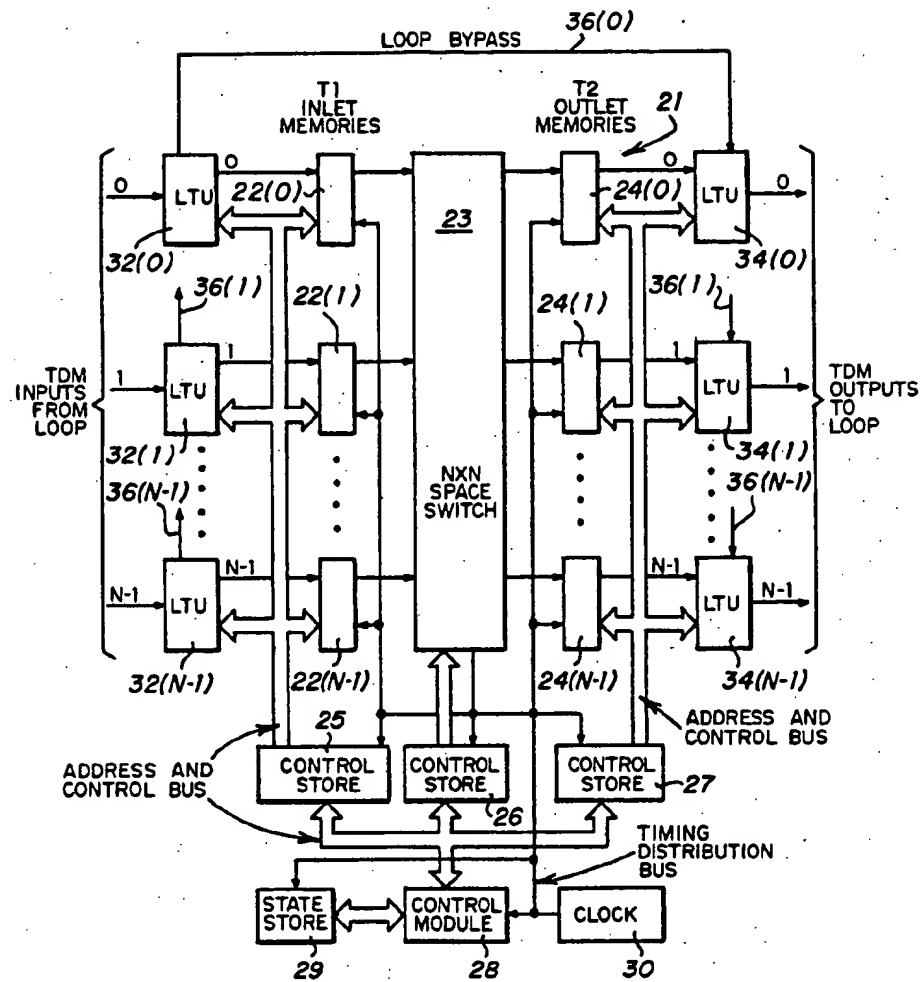 36(0)
LOOP BYPASS
T1
INLET
MEMORIES
T2
OUTLET
MEMORIES
21
0
LTU
0
22(0)
23
24(0)
0
LTU
0
32(0)
34(0)
36(1)
22(1)
24(1)
36(1)
TDM
INPUTS
FROM
LOOP
1
LTU
1
1
LTU
1
TDM
OUTPUTS
TO
LOOP
32(1)
34(1)
36(N-1)
NXN
SPACE
SWITCH
36(N-1)
N-1
LTU
N-1
N-1
LTU
N-1
32(N-1)
22(N-1)
24(N-1)
34(N-1)
ADDRESS AND
CONTROL BUS
25
CONTROL
STORE
CONTROL
STORE
26
CONTROL
STORE
27
ADDRESS AND
CONTROL BUS
TIMING
DISTRIBUTION
BUS
STATE
STORE
29
CONTROL
MODULE
28
CLOCK
30